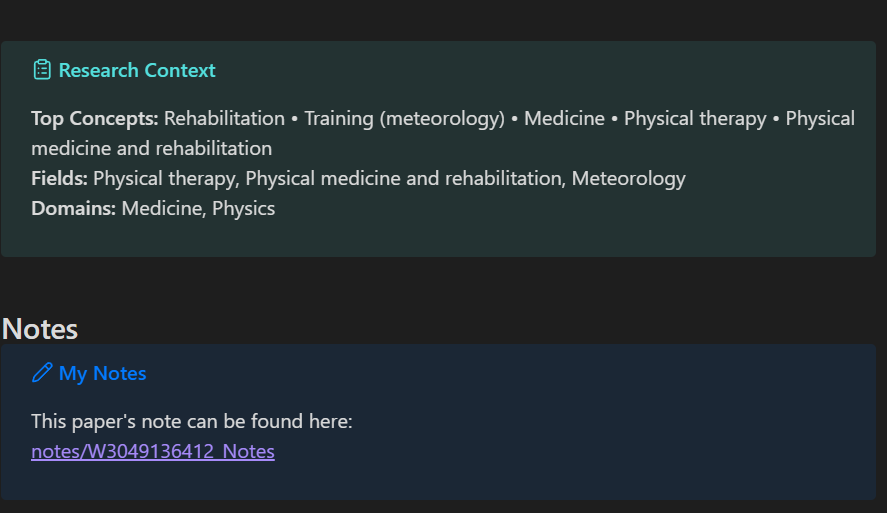 Research Context
Top Concepts: Rehabilitation • Training (meteorology) • Medicine • Physical therapy • Physical
medicine and rehabilitation
Fields: Physical therapy, Physical medicine and rehabilitation, Meteorology
Domains: Medicine, Physics
Notes
My Notes
This paper's note can be found here:
notes/W3049136412_Notes